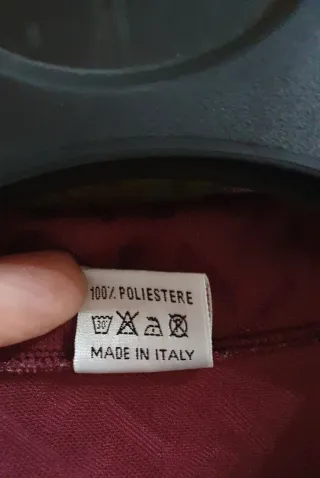 100% POLIESTERE
30°
MADE IN ITALY